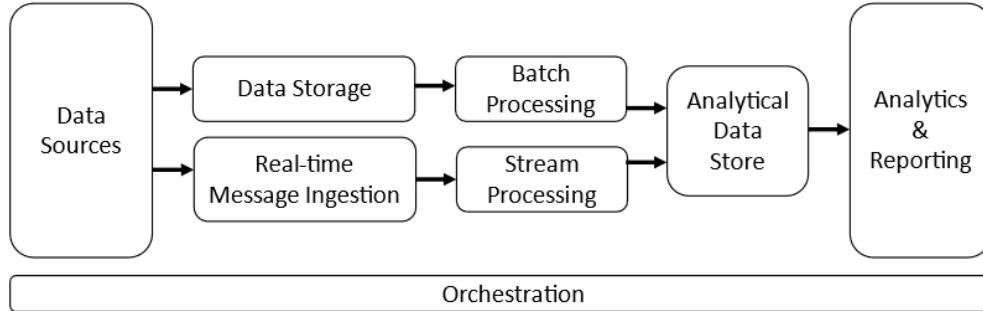 Data
Sources
Data Storage
Batch
Processing
Real-time
Message Ingestion
Stream
Processing
Analytical
Data
Store
Analytics
&
Reporting
Orchestration